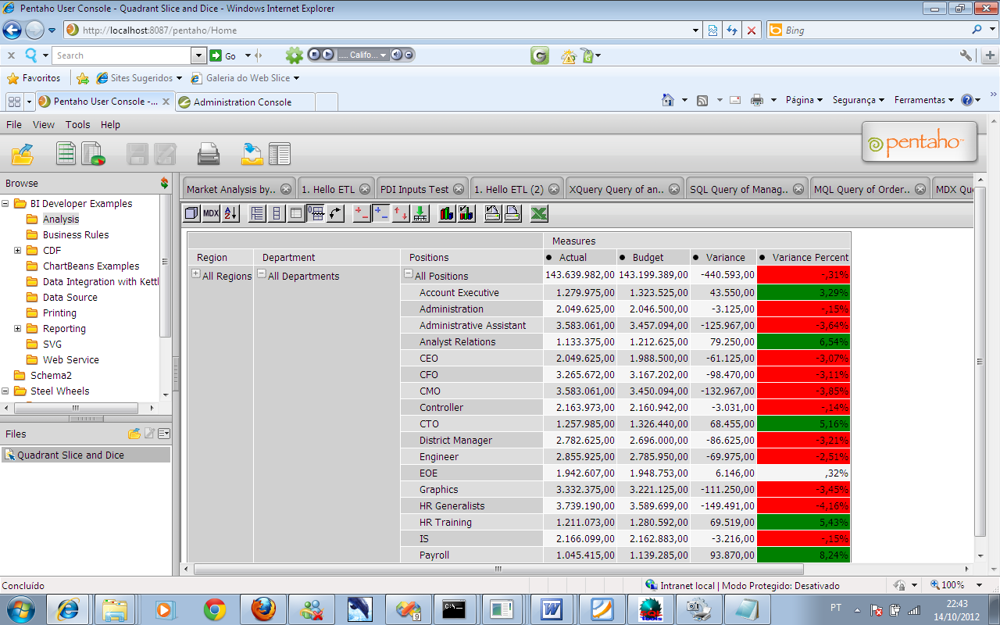 Pentaho User Console - Quadrant Slice and Dice - Windows Internet Explorer
http://localhost:8087/pentaho/Home
Bing
Search Go ..... Califo...
Favoritos Sites Sugeridos Galeria do Web Slice
Pentaho User Console -... Administration Console Página Segurança Ferramentas
File View Tools Help
pentaho™
Browse
Market Analysis by.. 1. Hello ETL PDI Inputs Test 1. Hello ETL (2) XQuery Query of an.. SQL Query of Manag.. MQL Query of Order.. MDX Qu
BI Developer Examples
Analysis
Business Rules
CDF
ChartBeans Examples
Data Integration with Kettl
Data Source
Printing
Reporting
SVG
Web Service
Schema2
Steel Wheels
Files
Quadrant Slice and Dice
MDX
Measures
Region Department Positions Actual Budget Variance Variance Percent
All Regions All Departments All Positions 143.639.982,00 143.199.389,00 -440.593,00 -,31%
Account Executive 1.279.975,00 1.323.525,00 43.550,00 3,29%
Administration 2.049.625,00 2.046.500,00 -3.125,00 -,15%
Administrative Assistant 3.583.061,00 3.457.094,00 -125.967,00 -3,64%
Analyst Relations 1.133.375,00 1.212.625,00 79.250,00 6,54%
CEO 2.049.625,00 1.988.500,00 -61.125,00 -3,07%
CFO 3.265.672,00 3.167.202,00 -98.470,00 -3,11%
CMO 3.583.061,00 3.450.094,00 -132.967,00 -3,85%
Controller 2.163.973,00 2.160.942,00 -3.031,00 -,14%
CTO 1.257.985,00 1.326.440,00 68.455,00 5,16%
District Manager 2.782.625,00 2.696.000,00 -86.625,00 -3,21%
Engineer 2.855.925,00 2.785.950,00 -69.975,00 -2,51%
EOE 1.942.607,00 1.948.753,00 6.146,00 ,32%
Graphics 3.332.375,00 3.221.125,00 -111.250,00 -3,45%
HR Generalists 3.739.190,00 3.589.699,00 -149.491,00 -4,16%
HR Training 1.211.073,00 1.280.592,00 69.519,00 5,43%
IS 2.166.099,00 2.162.883,00 -3.216,00 -,15%
Payroll 1.045.415,00 1.139.285,00 93.870,00 8,24%
Concluído Intranet local | Modo Protegido: Desativado 100%
PT 22:43
14/10/2012